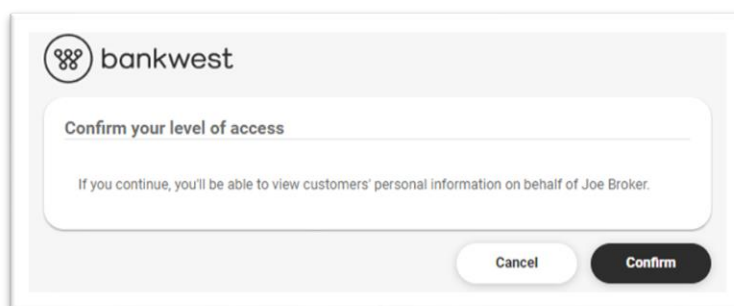 bankwest
Confirm your level of access
If you continue, you'll be able to view customers' personal information on behalf of Joe Broker.
Cancel
Confirm